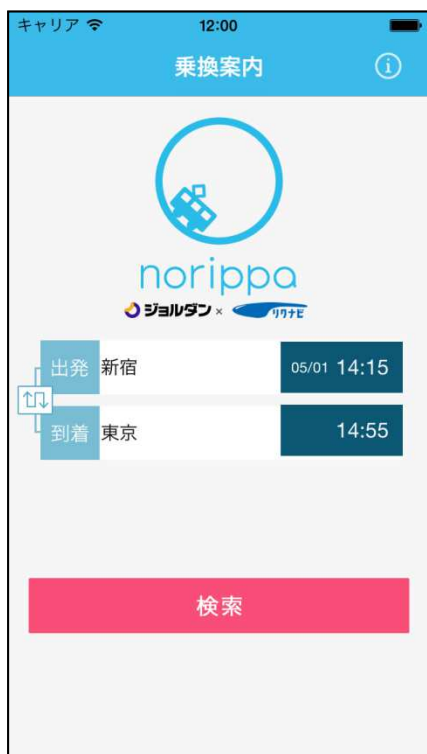 キャリア 12:00
乗換案内
norippa
ジョルダン × リクナビ
出発 新宿 05/01 14:15
到着 東京 14:55
検索